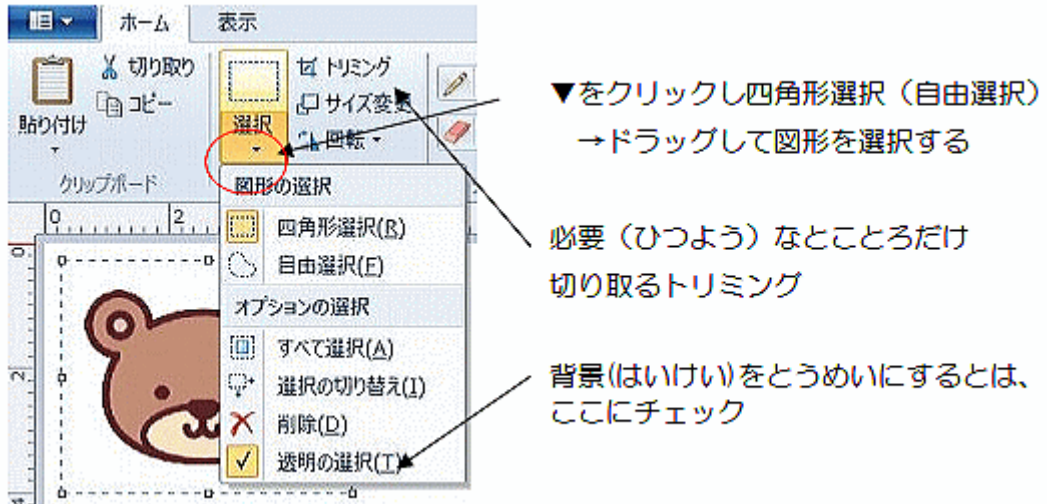 ホーム 表示
切り取り
コピー
貼り付け
クリップボード
選択
トリミング
サイズ変更
回転
図形の選択
四角形選択(R)
自由選択(F)
オプションの選択
すべて選択(A)
選択の切り替え(I)
削除(D)
透明の選択(T)
0 2
0
2
▼をクリックし四角形選択（自由選択）
→ドラッグして図形を選択する
必要（ひつよう）なとことろだけ
切り取るトリミング
背景(はいけい)をとうめいにするとは、
ここにチェック